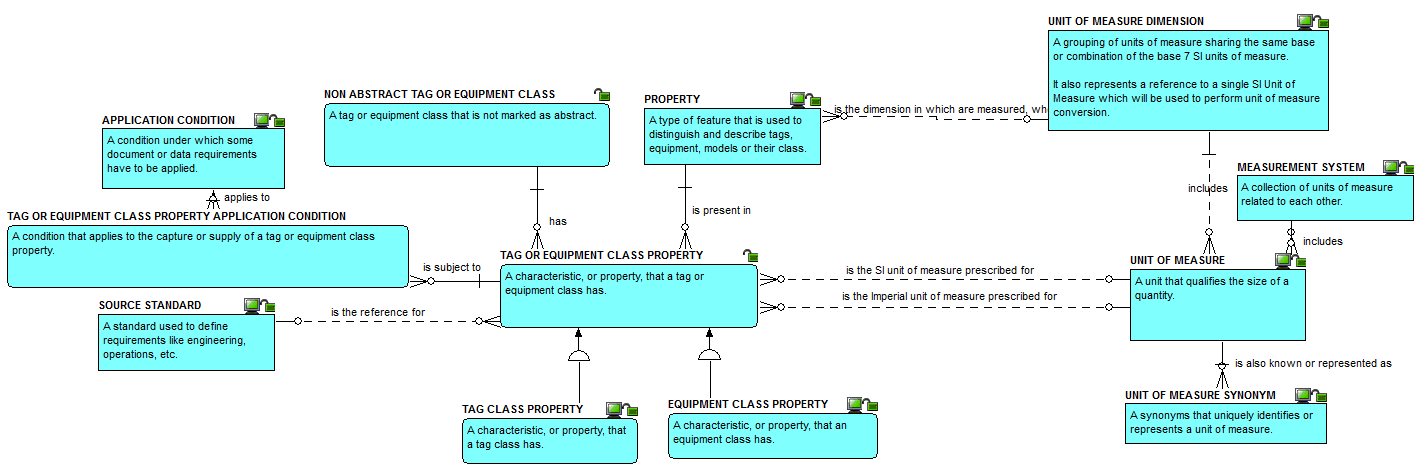 UNIT OF MEASURE DIMENSION
A grouping of units of measure sharing the same base
or combination of the base 7 SI units of measure.
It also represents a reference to a single SI Unit of
Measure which will be used to perform unit of measure
conversion.
NON ABSTRACT TAG OR EQUIPMENT CLASS
A tag or equipment class that is not marked as abstract.
PROPERTY
A type of feature that is used to
distinguish and describe tags,
equipment, models or their class.
is the dimension in which are measured, wh
APPLICATION CONDITION
A condition under which some
document or data requirements
have to be applied.
applies to
MEASUREMENT SYSTEM
A collection of units of measure
related to each other.
includes
includes
has
is present in
TAG OR EQUIPMENT CLASS PROPERTY APPLICATION CONDITION
A condition that applies to the capture or supply of a tag or equipment class
property.
is subject to
TAG OR EQUIPMENT CLASS PROPERTY
A characteristic, or property, that a tag or
equipment class has.
is the SI unit of measure prescribed for
is the Imperial unit of measure prescribed for
UNIT OF MEASURE
A unit that qualifies the size of a
quantity.
SOURCE STANDARD
A standard used to define
requirements like engineering,
operations, etc.
is the reference for
is also known or represented as
TAG CLASS PROPERTY
A characteristic, or property, that
a tag class has.
EQUIPMENT CLASS PROPERTY
A characteristic, or property, that an
equipment class has.
UNIT OF MEASURE SYNONYM
A synonyms that uniquely identifies or
represents a unit of measure.